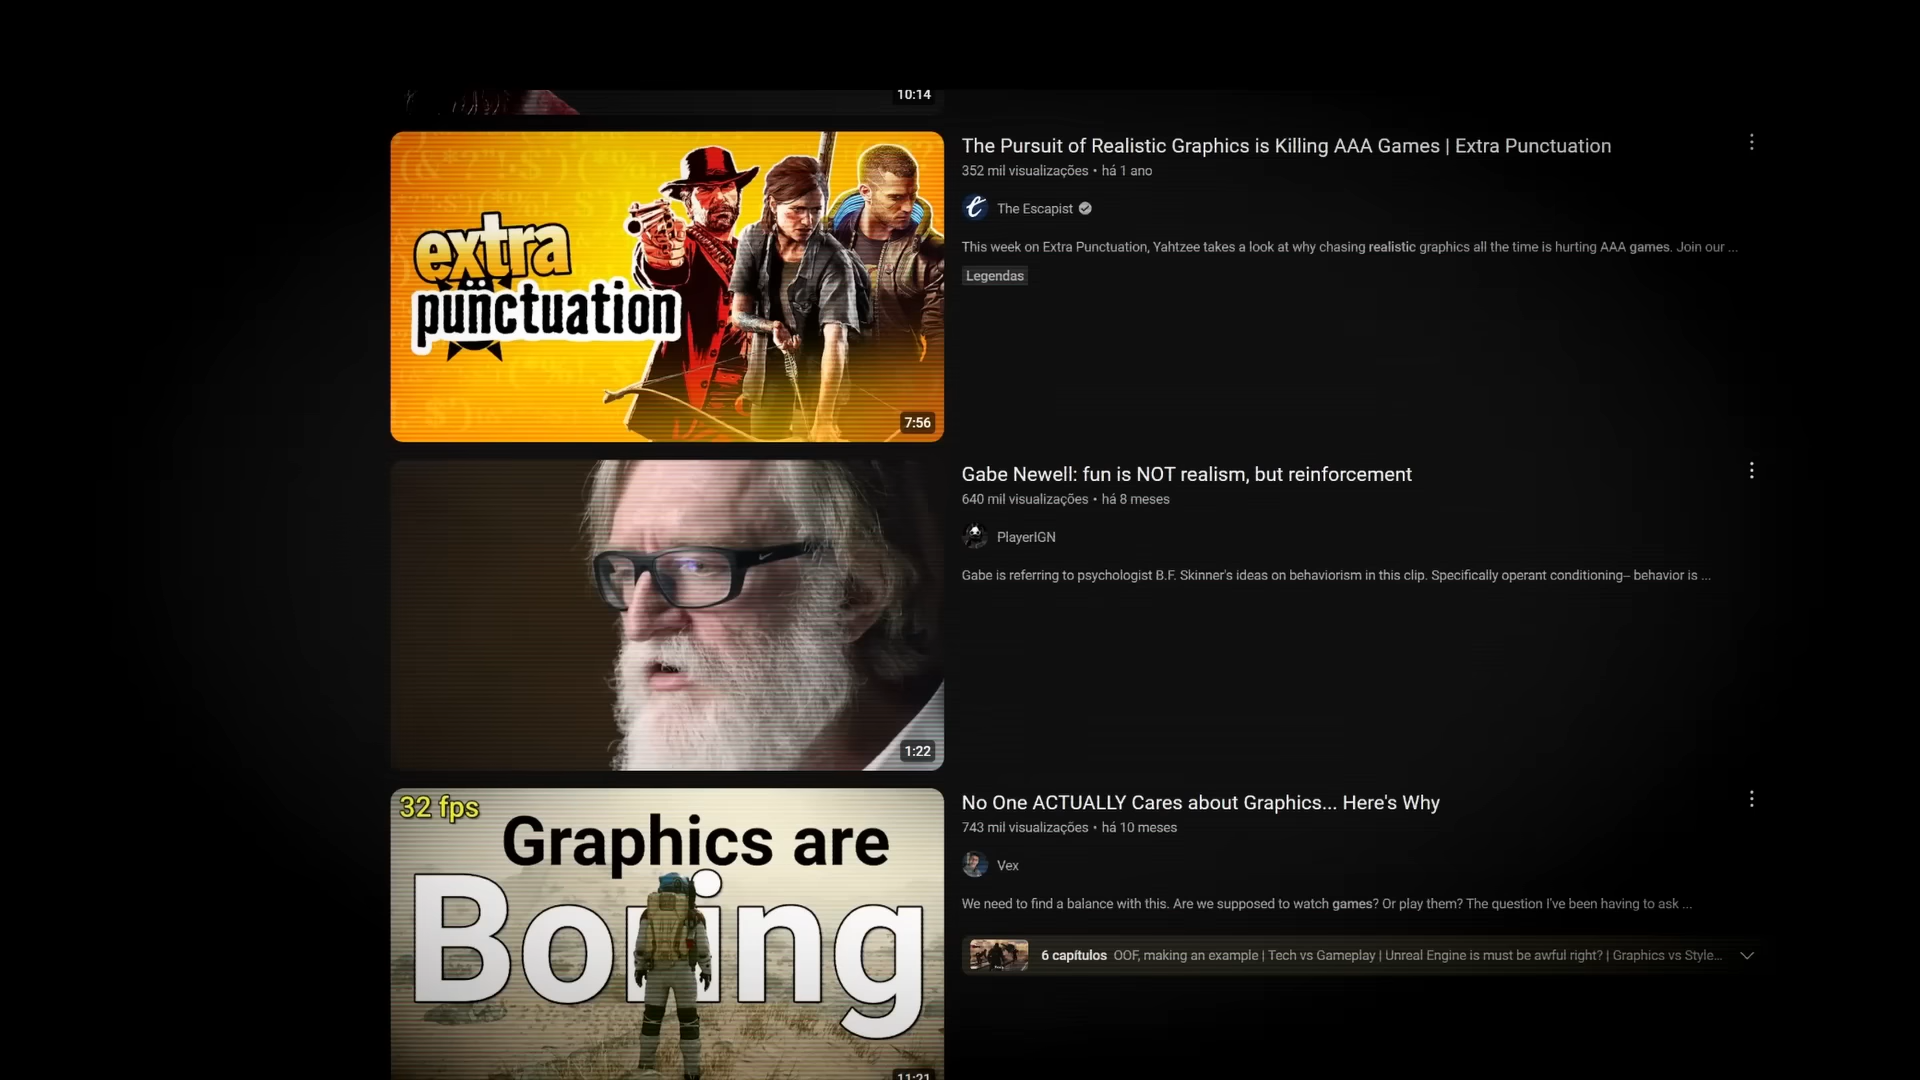 10:14
extra
punctuation
7:56
The Pursuit of Realistic Graphics is Killing AAA Games | Extra Punctuation
352 mil visualizações • há 1 ano
The Escapist
This week on Extra Punctuation, Yahtzee takes a look at why chasing realistic graphics all the time is hurting AAA games. Join our ...
Legendas
1:22
Gabe Newell: fun is NOT realism, but reinforcement
640 mil visualizações • há 8 meses
PlayerIGN
Gabe is referring to psychologist B.F. Skinner's ideas on behaviorism in this clip. Specifically operant conditioning-- behavior is ...
32 fps
Graphics are
Boring
11:21
No One ACTUALLY Cares about Graphics... Here's Why
743 mil visualizações • há 10 meses
Vex
We need to find a balance with this. Are we supposed to watch games? Or play them? The question I've been having to ask ...
6 capítulos OOF, making an example | Tech vs Gameplay | Unreal Engine is must be awful right? | Graphics vs Style...